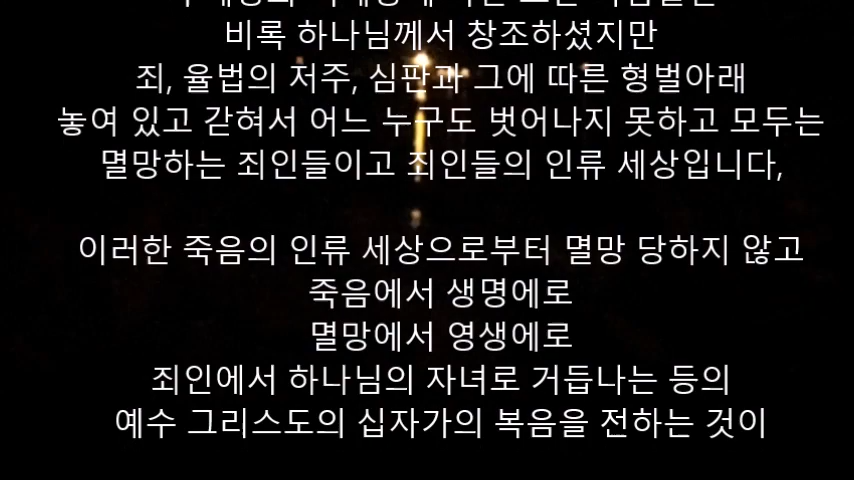 비록 하나님께서 창조하셨지만
죄, 율법의 저주, 심판과 그에 따른 형벌아래
놓여 있고 갇혀서 어느 누구도 벗어나지 못하고 모두는
멸망하는 죄인들이고 죄인들의 인류 세상입니다,
이러한 죽음의 인류 세상으로부터 멸망 당하지 않고
죽음에서 생명에로
멸망에서 영생에로
죄인에서 하나님의 자녀로 거듭나는 등의
예수 그리스도의 십자가의 복음을 전하는 것이